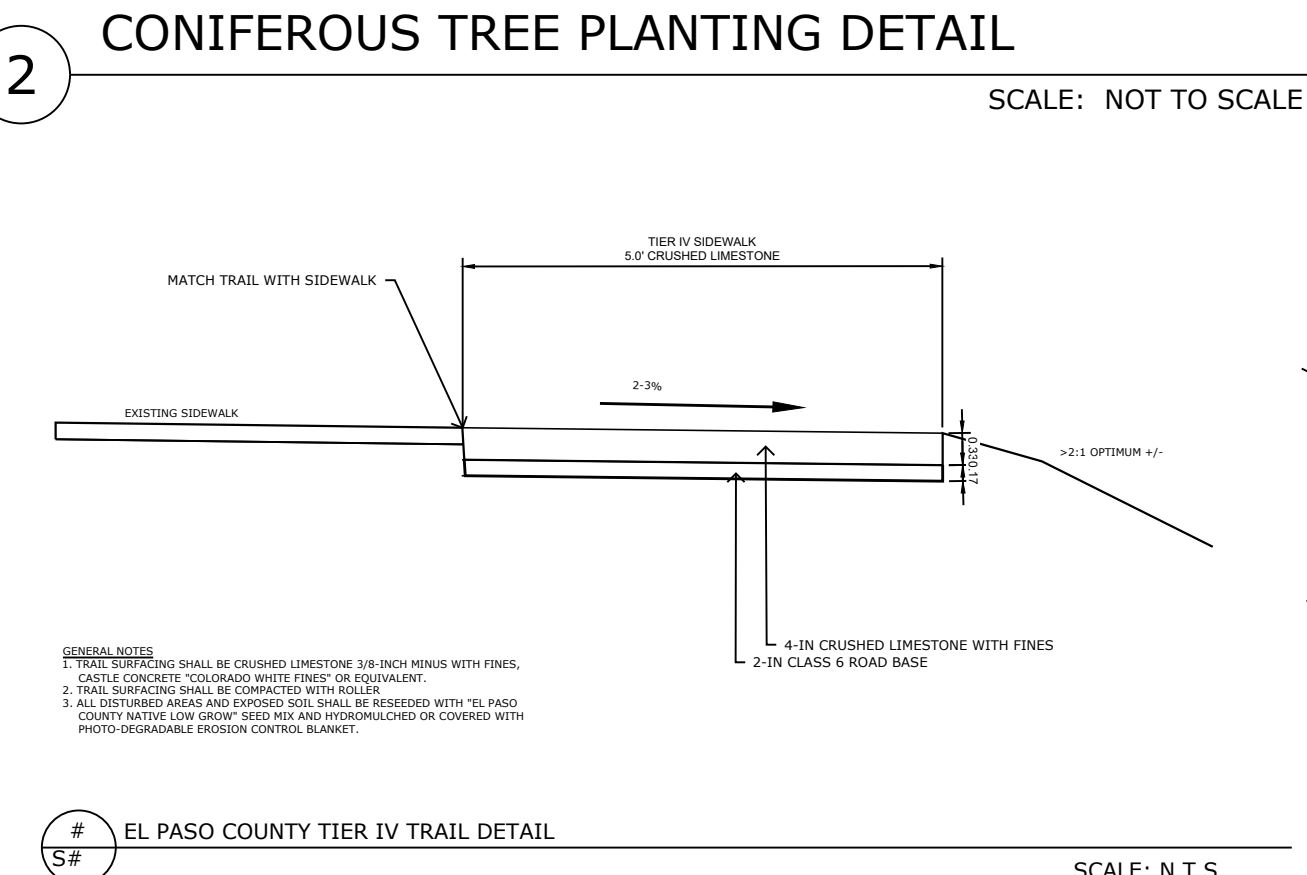 2
CONIFEROUS TREE PLANTING DETAIL
SCALE: NOT TO SCALE
TIER IV SIDEWALK
5.0' CRUSHED LIMESTONE
MATCH TRAIL WITH SIDEWALK
2-3%
EXISTING SIDEWALK
0.33
0.17
>2:1 OPTIMUM +/-
4-IN CRUSHED LIMESTONE WITH FINES
2-IN CLASS 6 ROAD BASE
GENERAL NOTES
1. TRAIL SURFACING SHALL BE CRUSHED LIMESTONE 3/8-INCH MINUS WITH FINES,
CASTLE CONCRETE "COLORADO WHITE FINES" OR EQUIVALENT.
2. TRAIL SURFACING SHALL BE COMPACTED WITH ROLLER
3. ALL DISTURBED AREAS AND EXPOSED SOIL SHALL BE RESEEDED WITH "EL PASO
COUNTY NATIVE LOW GROW" SEED MIX AND HYDROMULCHED OR COVERED WITH
PHOTO-DEGRADABLE EROSION CONTROL BLANKET.
#
S#
EL PASO COUNTY TIER IV TRAIL DETAIL
SCALE: N.T.S.